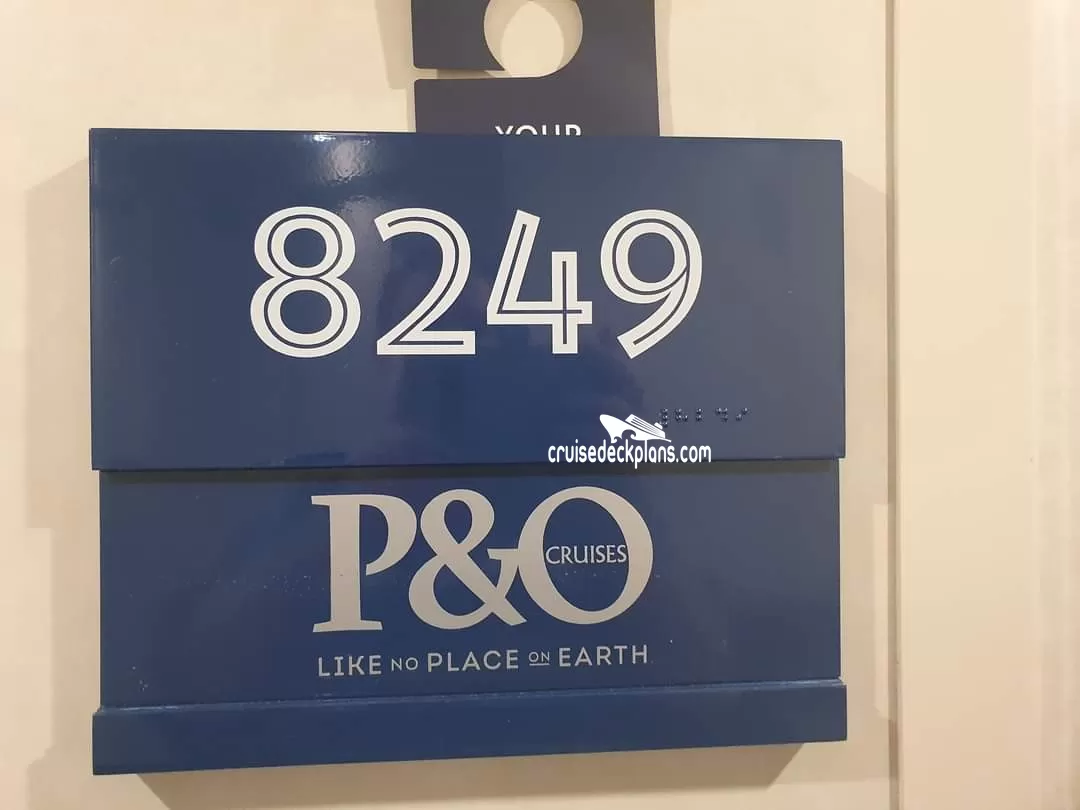 YOUR
8249
cruisedeckplans.com
P&O
CRUISES
LIKE NO PLACE ON EARTH